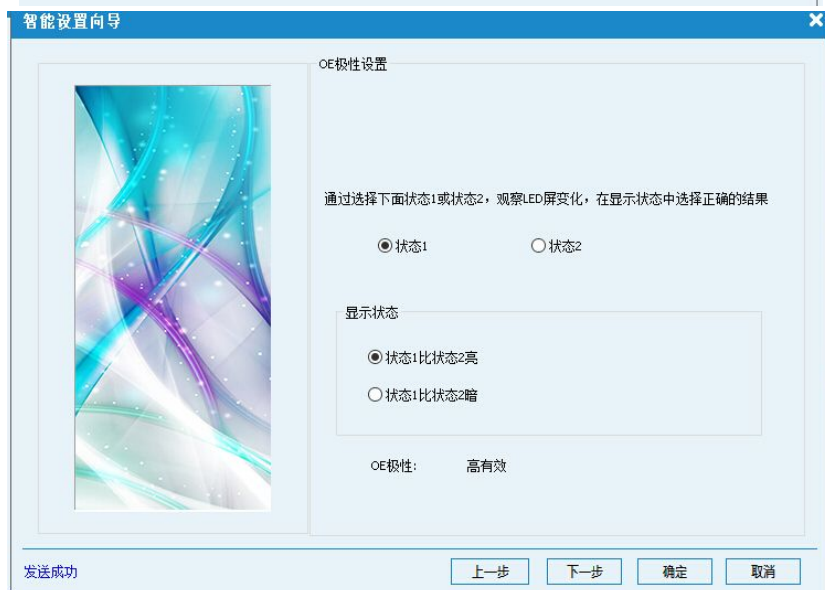 智能设置向导
OE极性设置
通过选择下面状态1或状态2，观察LED屏变化，在显示状态中选择正确的结果
状态1 状态2
显示状态
状态1比状态2亮
状态1比状态2暗
OE极性: 高有效
发送成功 上一步 下一步 确定 取消